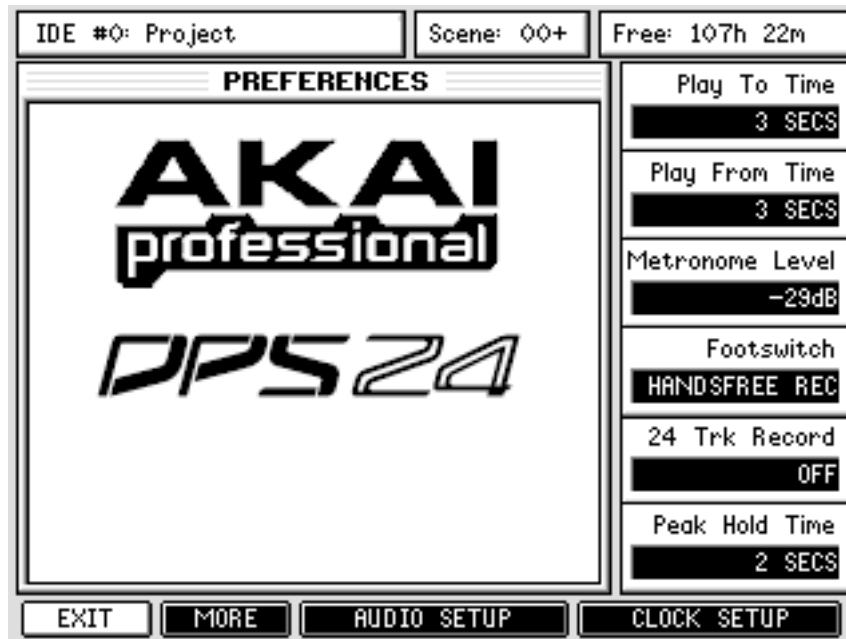 IDE #0: Project
Scene: 00+
Free: 107h 22m
PREFERENCES
AKAI
professional
DPS24
Play To Time
3 SECS
Play From Time
3 SECS
Metronome Level
-29dB
Footswitch
HANDSFREE REC
24 Trk Record
OFF
Peak Hold Time
2 SECS
EXIT
MORE
AUDIO SETUP
CLOCK SETUP